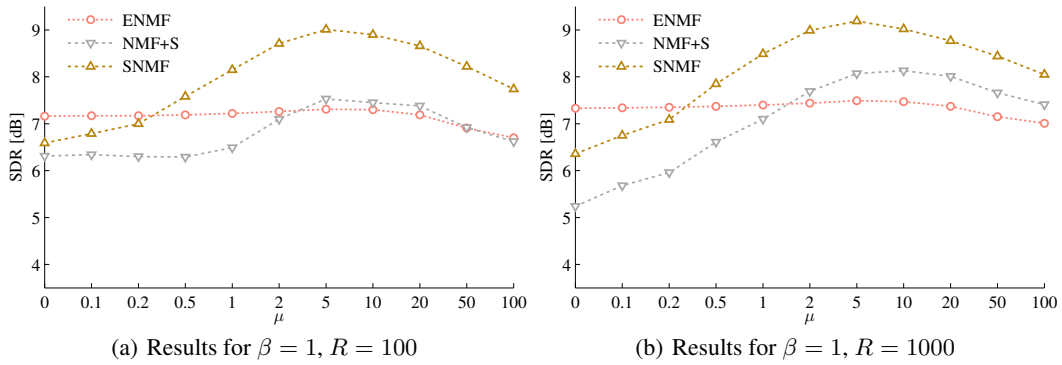 SDR [dB]
9
8
7
6
5
4
ENMF
NMF+S
SNMF
0 0.1 0.2 0.5 1 2 5 10 20 50 100
μ
(a) Results for β = 1, R = 100
SDR [dB]
9
8
7
6
5
4
ENMF
NMF+S
SNMF
0 0.1 0.2 0.5 1 2 5 10 20 50 100
μ
(b) Results for β = 1, R = 1000